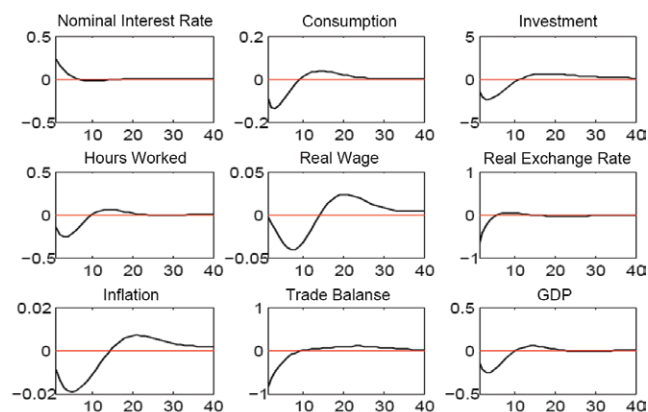 Nominal Interest Rate Consumption Investment
0.5 0.2 5
0 0 0
−0.5 0.2 −5
10 20 30 40 10 20 30 40 10 20 30 40
Hours Worked Real Wage Real Exchange Rate
0.5 0.05 1
0 0 0
−0.5 −0.05 −1
10 20 30 40 10 20 30 40 10 20 30 40
Inflation Trade Balanse GDP
0.02 1 0.5
0 0 0
−0.02 −1 −0.5
10 20 30 40 10 20 30 40 10 20 30 40